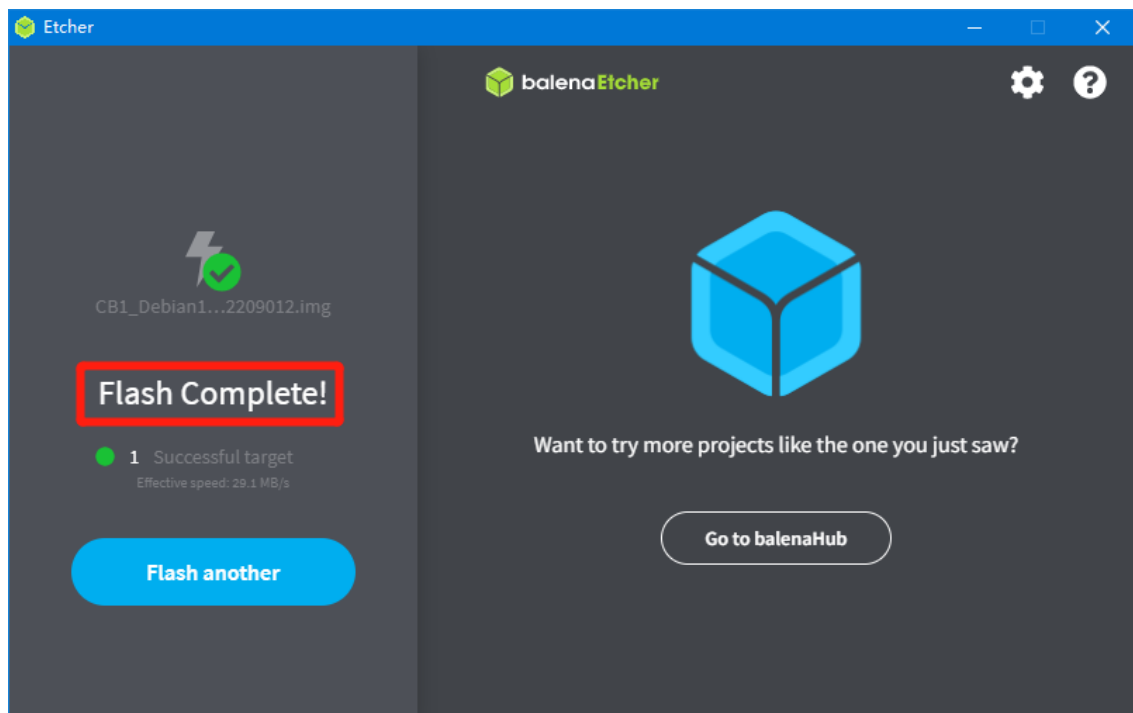 Etcher
balenaEtcher
CB1_Debian1...2209012.img
Flash Complete!
1 Successful target
Effective speed: 29.1 MB/s
Flash another
Want to try more projects like the one you just saw?
Go to balenaHub